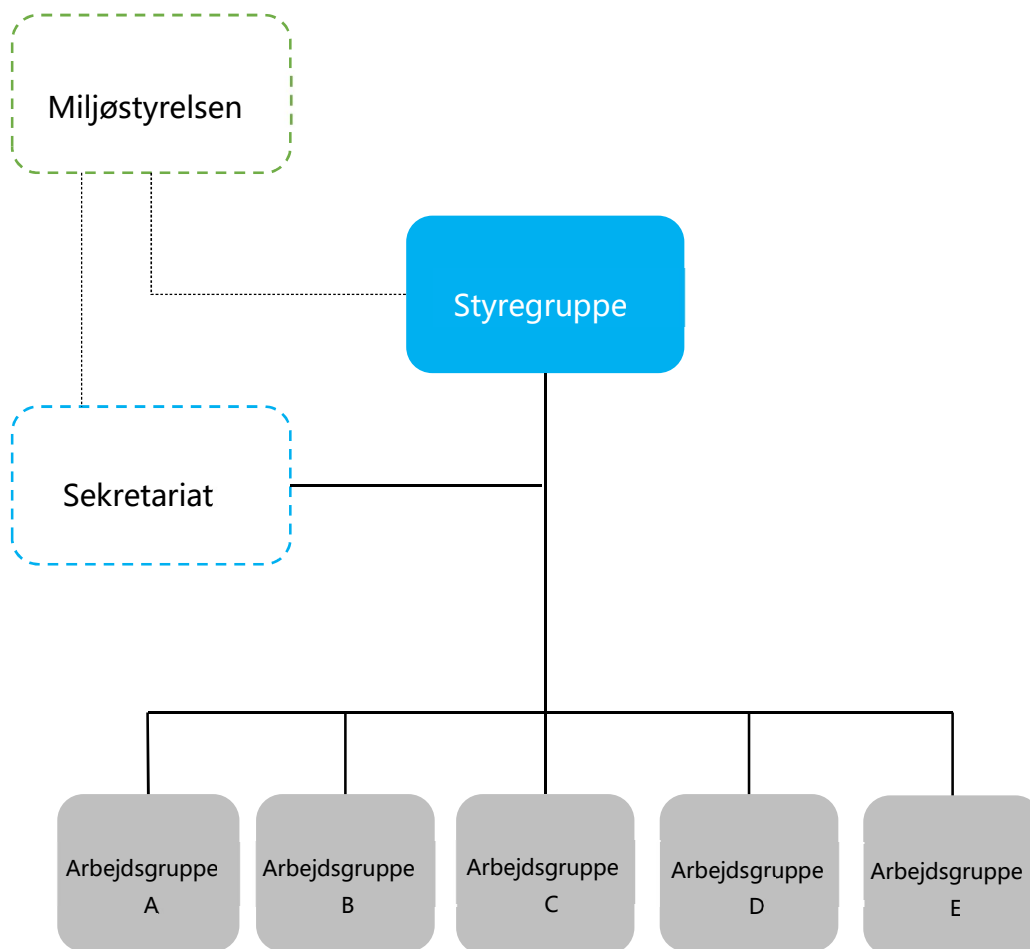 Miljøstyrelsen
Styregruppe
Sekretariat
Arbejdsgruppe
A
Arbejdsgruppe
B
Arbejdsgruppe
C
Arbejdsgruppe
D
Arbejdsgruppe
E